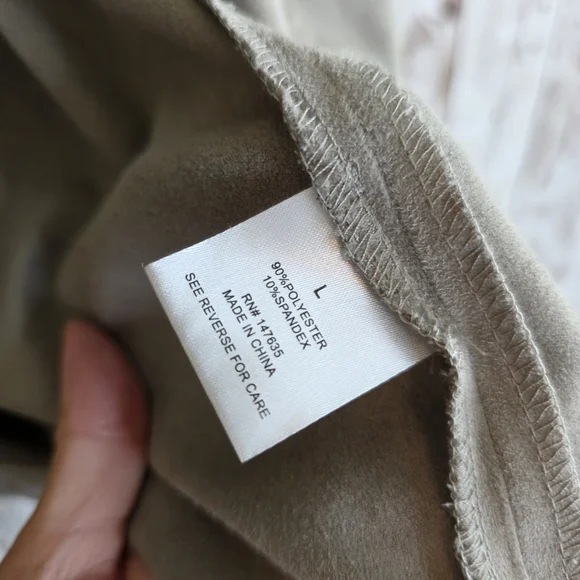 L
90%POLYESTER
10%SPANDEX
RN# 147635
MADE IN CHINA
SEE REVERSE FOR CARE